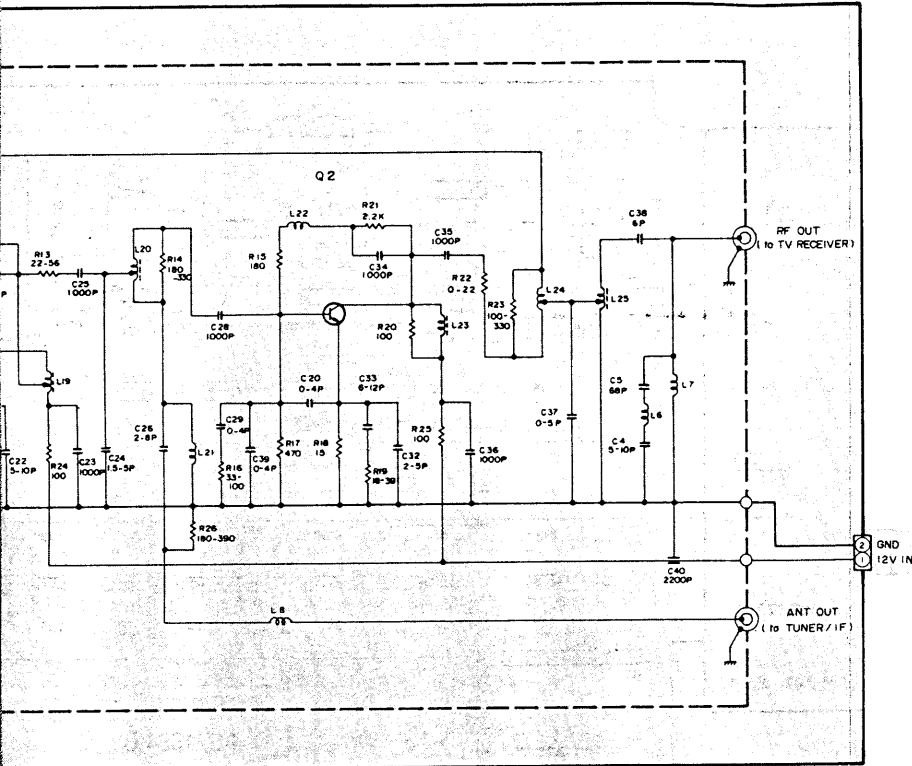 Q2
C38
6P
R21
2.2K
L22
RF OUT
(to TV RECEIVER)
C35
1000P
L20
R13
22-56
R14
180
-330
R15
180
C34
1000P
P
C25
1000P
R22
0-22
L24
L25
R23
100-
330
C28
1000P
R20
100
L23
L19
C20
0-4P
C33
6-12P
C5
68P
L7
L6
C37
0-5P
C29
0-4P
C26
2-8P
R25
100
C4
5-10P
L21
R17
470
R18
15
C22
5-10P
R24
100
C23
1000P
C24
1.5-5P
R16
33-
100
C39
0-4P
R19
18-39
C32
2-5P
C36
1000P
R26
180-390
2 GND
1 12V IN
C40
2200P
L8
ANT OUT
(to TUNER/IF)